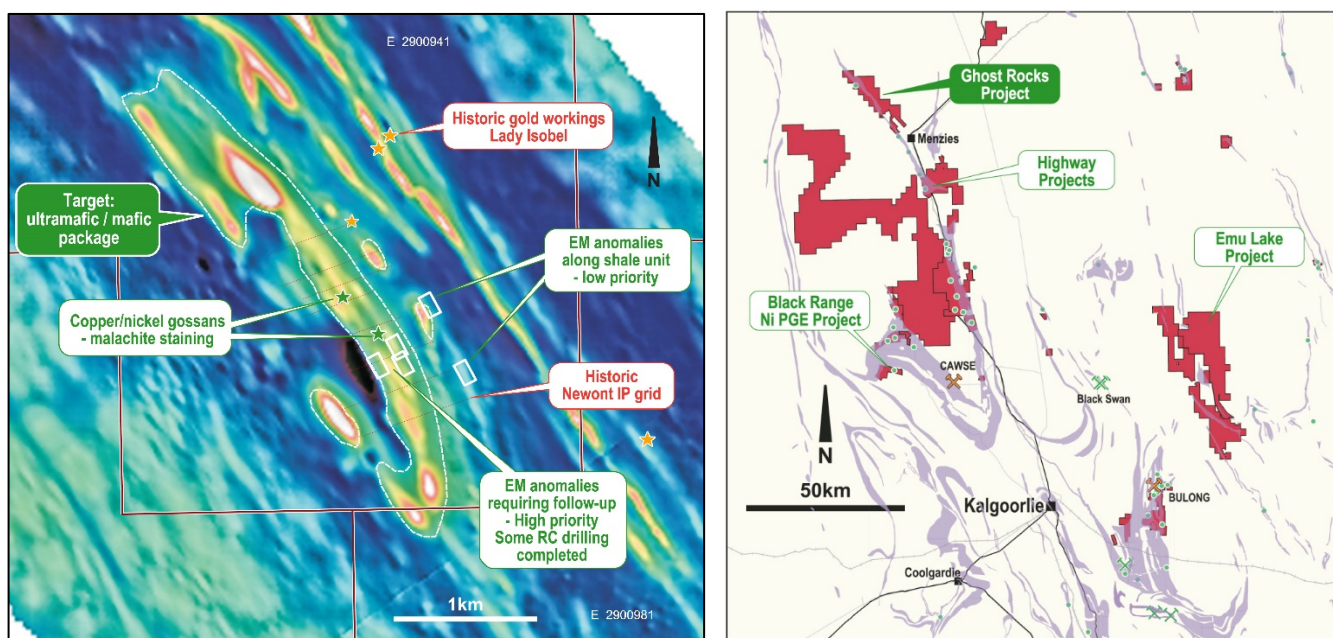 E 2900941
Historic gold workings
Lady Isobel
N
Target:
ultramafic / mafic
package
EM anomalies
along shale unit
- low priority
Copper/nickel gossans
- malachite staining
Historic
Newont IP grid
EM anomalies
requiring follow-up
- High priority
Some RC drilling
completed
1km
E 2900981
Ghost Rocks
Project
Menzies
Highway
Projects
Emu Lake
Project
Black Range
Ni PGE Project
CAWSE
Black Swan
N
50km
Kalgoorlie
BULONG
Coolgardie